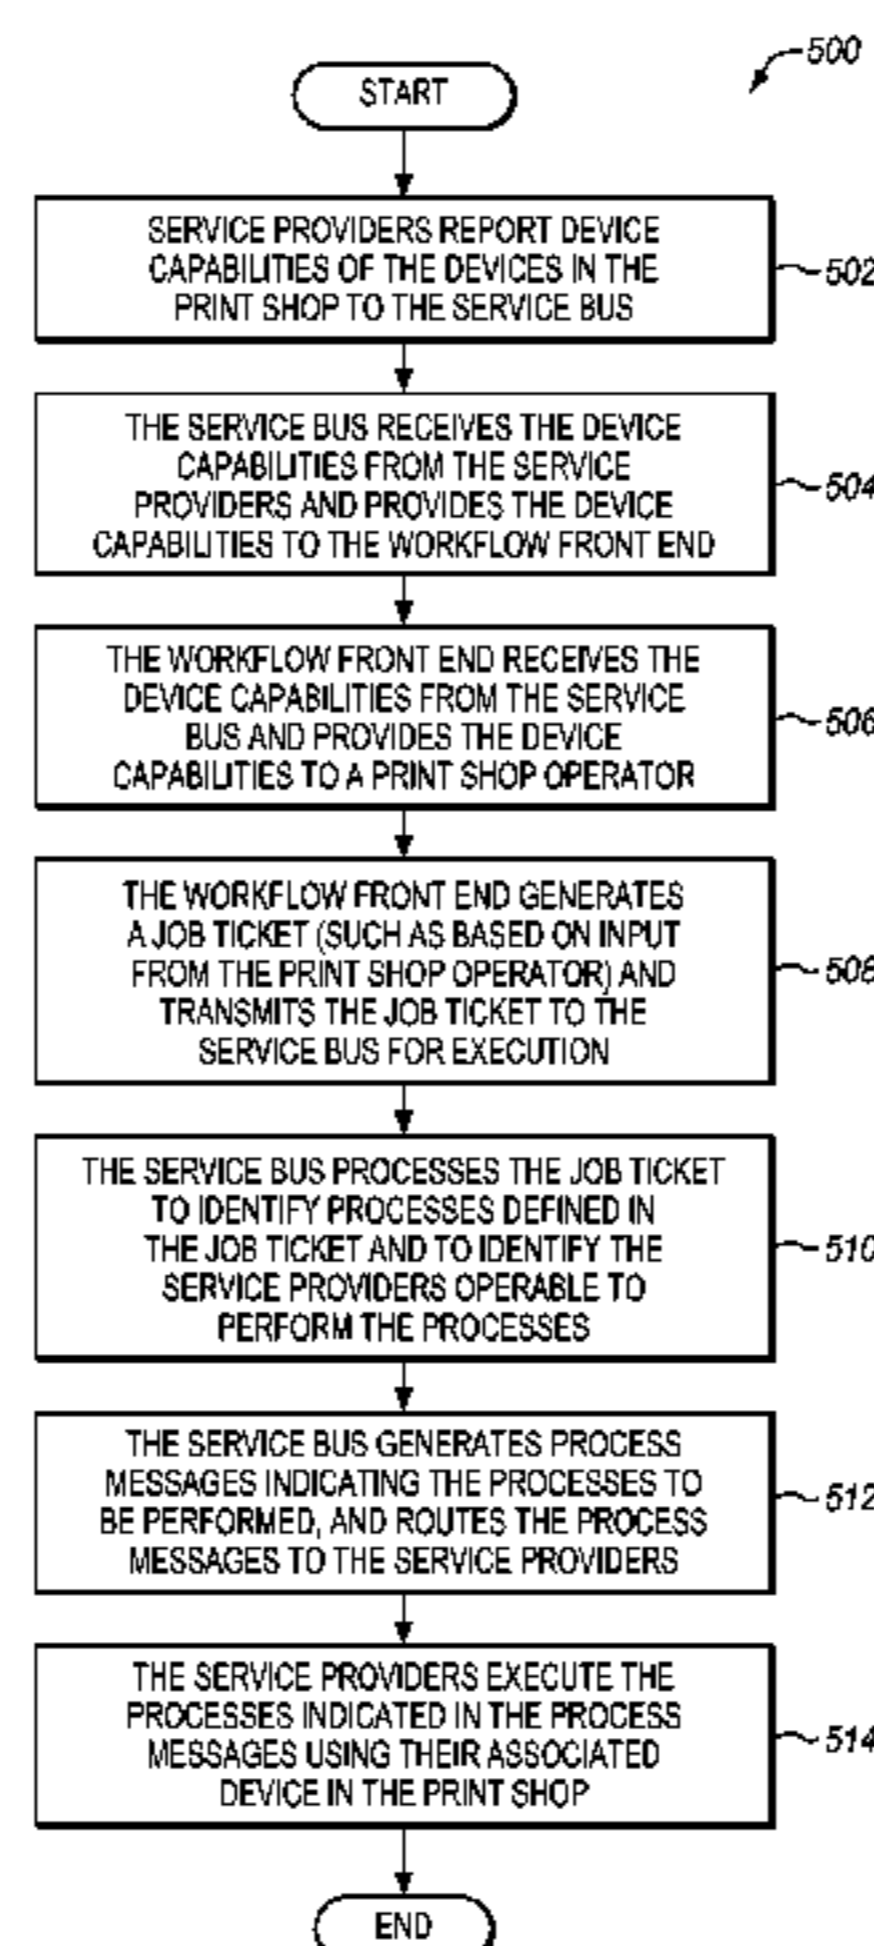 500
START
SERVICE PROVIDERS REPORT DEVICE
CAPABILITIES OF THE DEVICES IN THE
PRINT SHOP TO THE SERVICE BUS
502
THE SERVICE BUS RECEIVES THE DEVICE
CAPABILITIES FROM THE SERVICE
PROVIDERS AND PROVIDES THE DEVICE
CAPABILITIES TO THE WORKFLOW FRONT END
504
THE WORKFLOW FRONT END RECEIVES THE
DEVICE CAPABILITIES FROM THE SERVICE
BUS AND PROVIDES THE DEVICE
CAPABILITIES TO A PRINT SHOP OPERATOR
506
THE WORKFLOW FRONT END GENERATES
A JOB TICKET (SUCH AS BASED ON INPUT
FROM THE PRINT SHOP OPERATOR) AND
TRANSMITS THE JOB TICKET TO THE
SERVICE BUS FOR EXECUTION
508
THE SERVICE BUS PROCESSES THE JOB TICKET
TO IDENTIFY PROCESSES DEFINED IN
THE JOB TICKET AND TO IDENTIFY THE
SERVICE PROVIDERS OPERABLE TO
PERFORM THE PROCESSES
510
THE SERVICE BUS GENERATES PROCESS
MESSAGES INDICATING THE PROCESSES TO
BE PERFORMED, AND ROUTES THE PROCESS
MESSAGES TO THE SERVICE PROVIDERS
512
THE SERVICE PROVIDERS EXECUTE THE
PROCESSES INDICATED IN THE PROCESS
MESSAGES USING THEIR ASSOCIATED
DEVICE IN THE PRINT SHOP
514
END